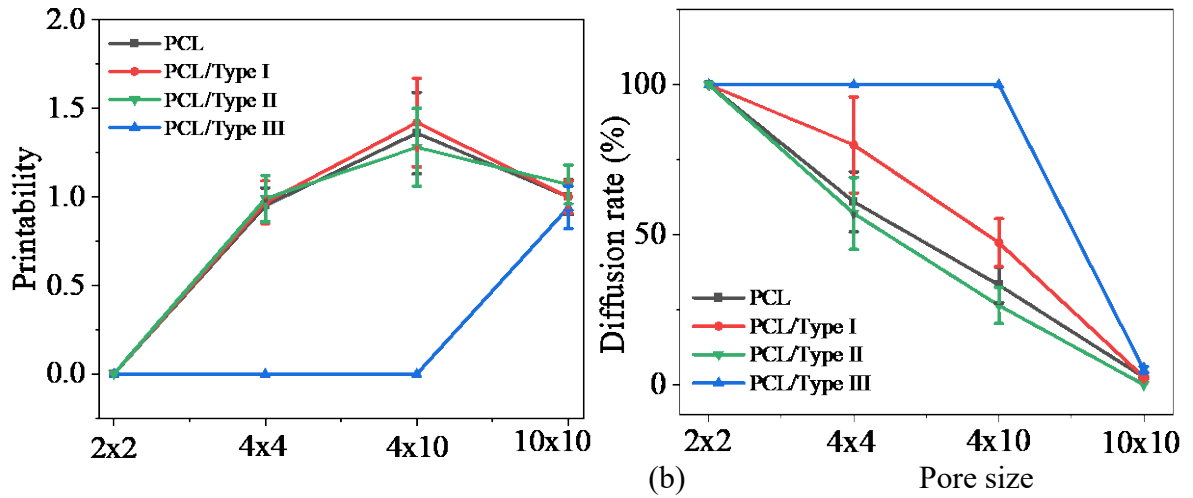 Printability
2.0
1.5
1.0
0.5
0.0
PCL
PCL/Type I
PCL/Type II
PCL/Type III
2x2
4x4
4x10
10x10
Diffusion rate (%)
100
50
0
PCL
PCL/Type I
PCL/Type II
PCL/Type III
2x2
4x4
4x10
10x10
(b)
Pore size